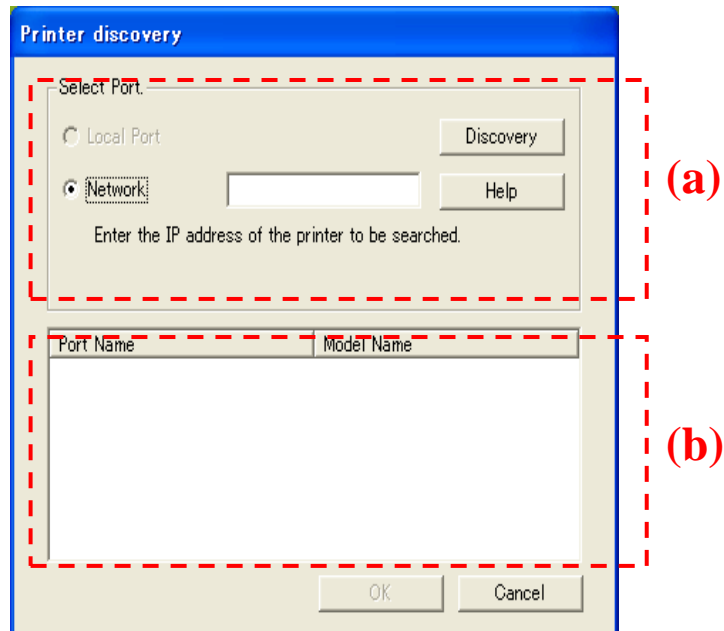 Printer discovery
Select Port.
Local Port
Discovery
Network
Help
Enter the IP address of the printer to be searched.
(a)
Port Name Model Name
(b)
OK Cancel